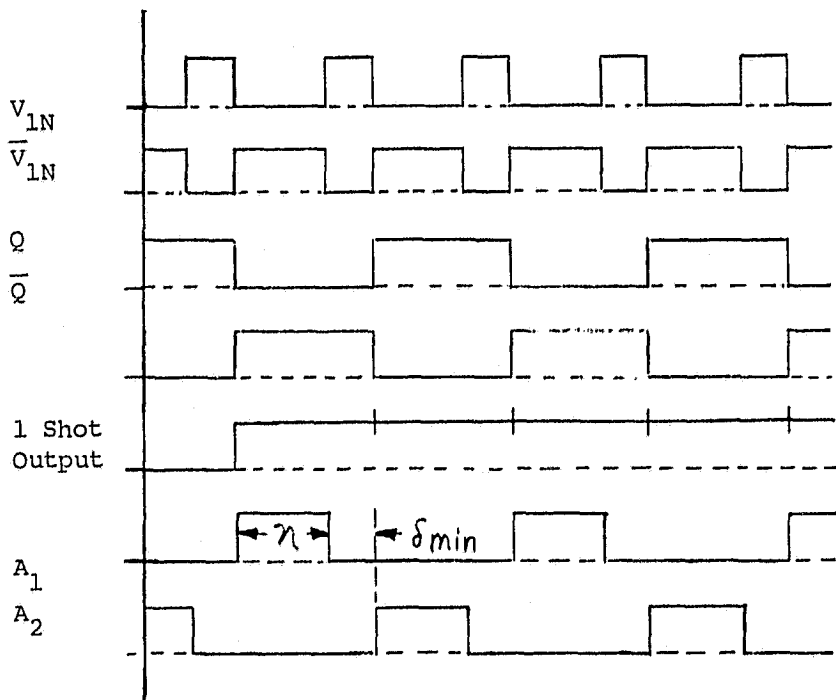 V1N
V̅1N
Q
Q̅
1 Shot
Output
η δmin
A1
A2